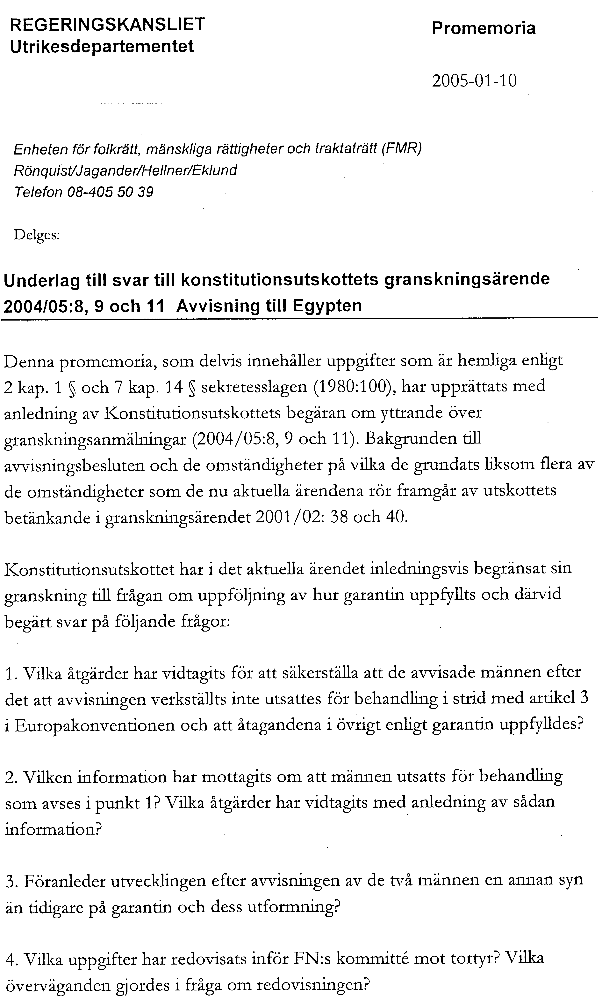 REGERINGSKANSLIET
Utrikesdepartementet
Promemoria
2005-01-10
Enheten för folkrätt, mänskliga rättigheter och traktaträtt (FMR)
Rönquist/Jagander/Hellner/Eklund
Telefon 08-405 50 39
Delges:
Underlag till svar till konstitutionsutskottets granskningsärende
2004/05:8, 9 och 11 Avvisning till Egypten
Denna promemoria, som delvis innehåller uppgifter som är hemliga enligt
2 kap. 1 § och 7 kap. 14 § sekretesslagen (1980:100), har upprättats med
anledning av Konstitutionsutskottets begäran om yttrande över
granskningsanmälningar (2004/05:8, 9 och 11). Bakgrunden till
avvisningsbesluten och de omständigheter på vilka de grundats liksom flera av
de omständigheter som de nu aktuella ärendena rör framgår av utskottets
betänkande i granskningsärendet 2001/02: 38 och 40.
Konstitutionsutskottet har i det aktuella ärendet inledningsvis begränsat sin
granskning till frågan om uppföljning av hur garantin uppfyllts och därvid
begärt svar på följande frågor:
1. Vilka åtgärder har vidtagits för att säkerställa att de avvisade männen efter
det att avvisningen verkställts inte utsattes för behandling i strid med artikel 3
i Europakonventionen och att åtagandena i övrigt enligt garantin uppfylldes?
2. Vilken information har mottagits om att männen utsatts för behandling
som avses i punkt 1? Vilka åtgärder har vidtagits med anledning av sådan
information?
3. Föranleder utvecklingen efter avvisningen av de två männen en annan syn
än tidigare på garantin och dess utformning?
4. Vilka uppgifter har redovisats inför FN:s kommitté mot tortyr? Vilka
överväganden gjordes i fråga om redovisningen?